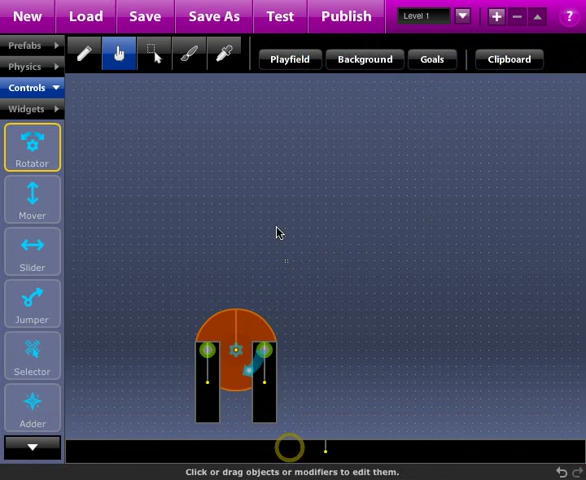 New Load Save Save As Test Publish Level 1 ?
Prefabs
Playfield Background Goals Clipboard
Physics
Controls
Widgets
Rotator
Mover
Slider
Jumper
Selector
Adder
Click or drag objects or modifiers to edit them.